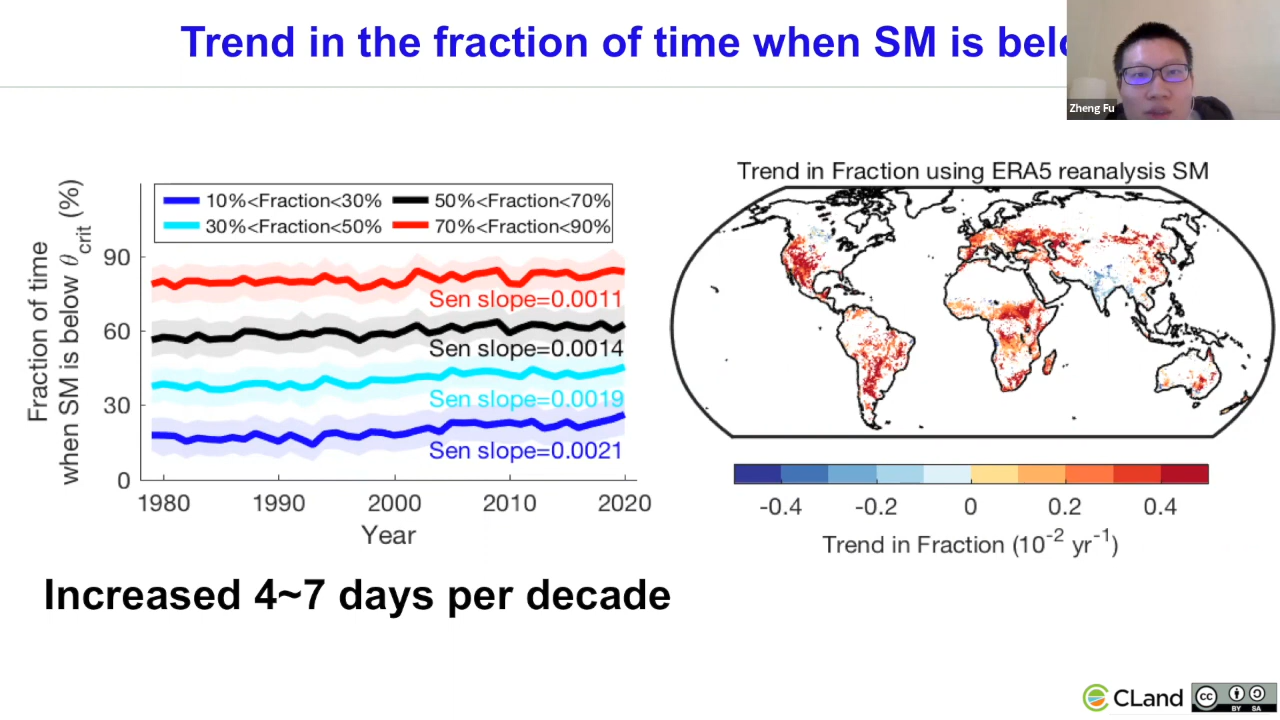 Trend in the fraction of time when SM is belo
Zheng Fu
Fraction of time
when SM is below θcrit (%)
10%<Fraction<30%
50%<Fraction<70%
30%<Fraction<50%
70%<Fraction<90%
90
60
30
0
Sen slope=0.0011
Sen slope=0.0014
Sen slope=0.0019
Sen slope=0.0021
1980 1990 2000 2010 2020
Year
Trend in Fraction using ERA5 reanalysis SM
-0.4 -0.2 0 0.2 0.4
Trend in Fraction (10-2 yr-1)
Increased 4~7 days per decade
CLand
cc
BY SA